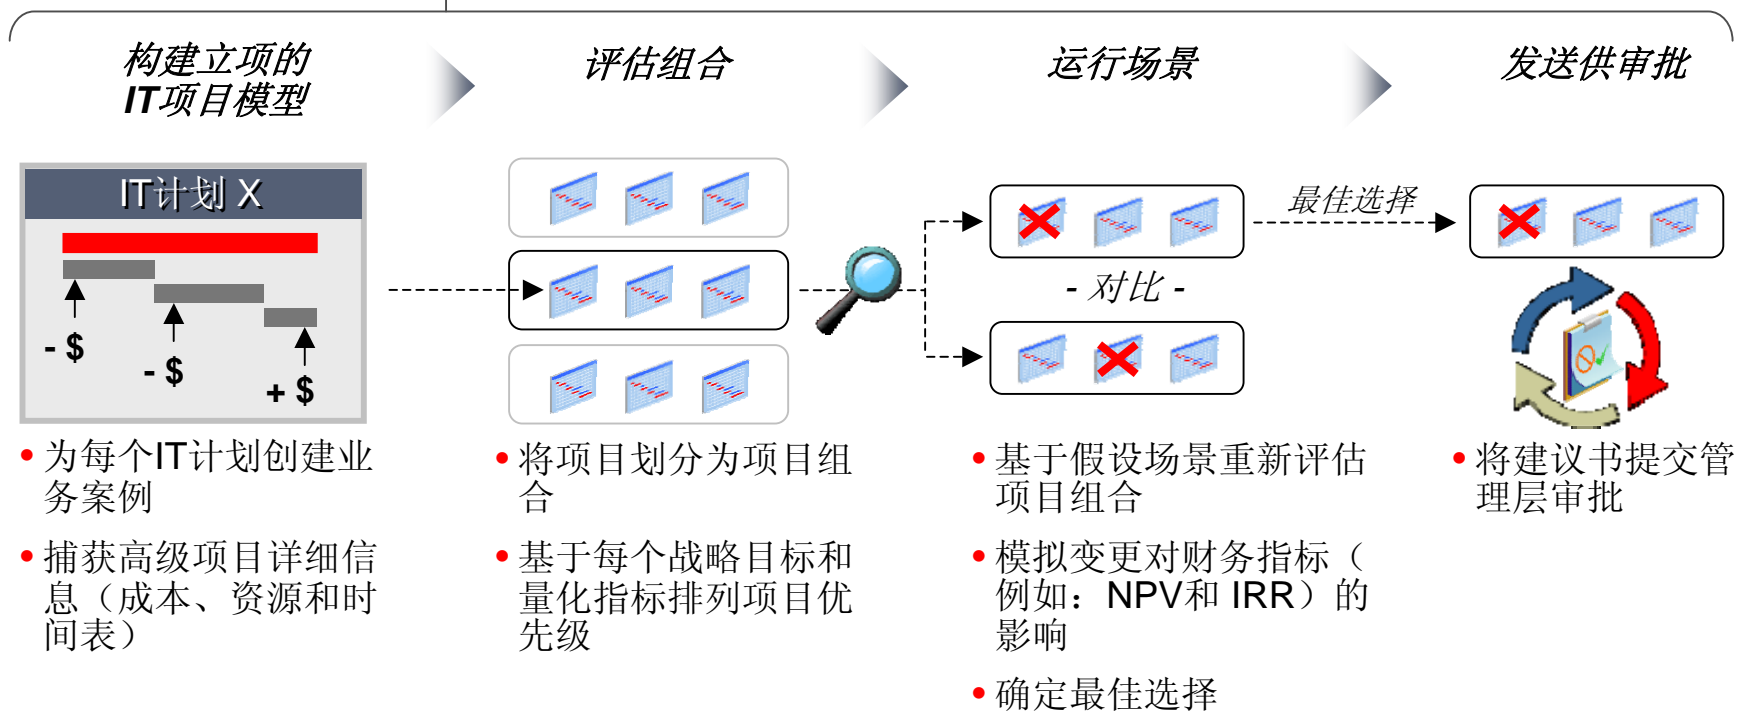 构建立项的
IT项目模型
评估组合
运行场景
发送供审批
IT计划 X
- $
- $
+ $
最佳选择
- 对比 -
• 为每个IT计划创建业
务案例
• 捕获高级项目详细信
息（成本、资源和时
间表）
• 将项目划分为项目组
合
• 基于每个战略目标和
量化指标排列项目优
先级
• 基于假设场景重新评估
项目组合
• 模拟变更对财务指标（
例如：NPV和 IRR）的
影响
• 确定最佳选择
• 将建议书提交管
理层审批